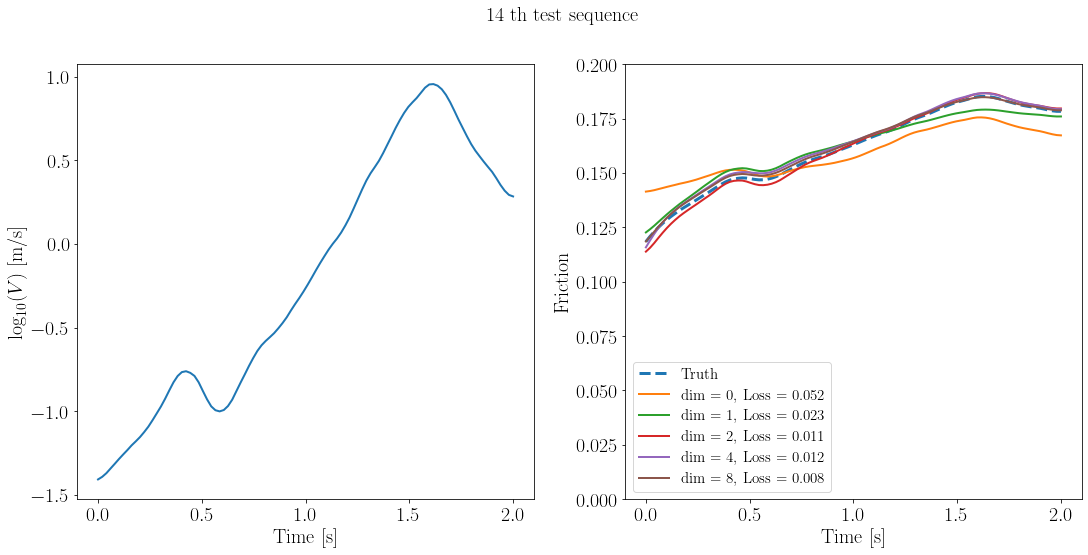 14 th test sequence
1.0
0.5
0.0
−0.5
−1.0
−1.5
log10(V) [m/s]
0.0 0.5 1.0 1.5 2.0
Time [s]
0.200
0.175
0.150
0.125
0.100
0.075
0.050
0.025
0.000
Friction
Truth
dim = 0, Loss = 0.052
dim = 1, Loss = 0.023
dim = 2, Loss = 0.011
dim = 4, Loss = 0.012
dim = 8, Loss = 0.008
0.0 0.5 1.0 1.5 2.0
Time [s]